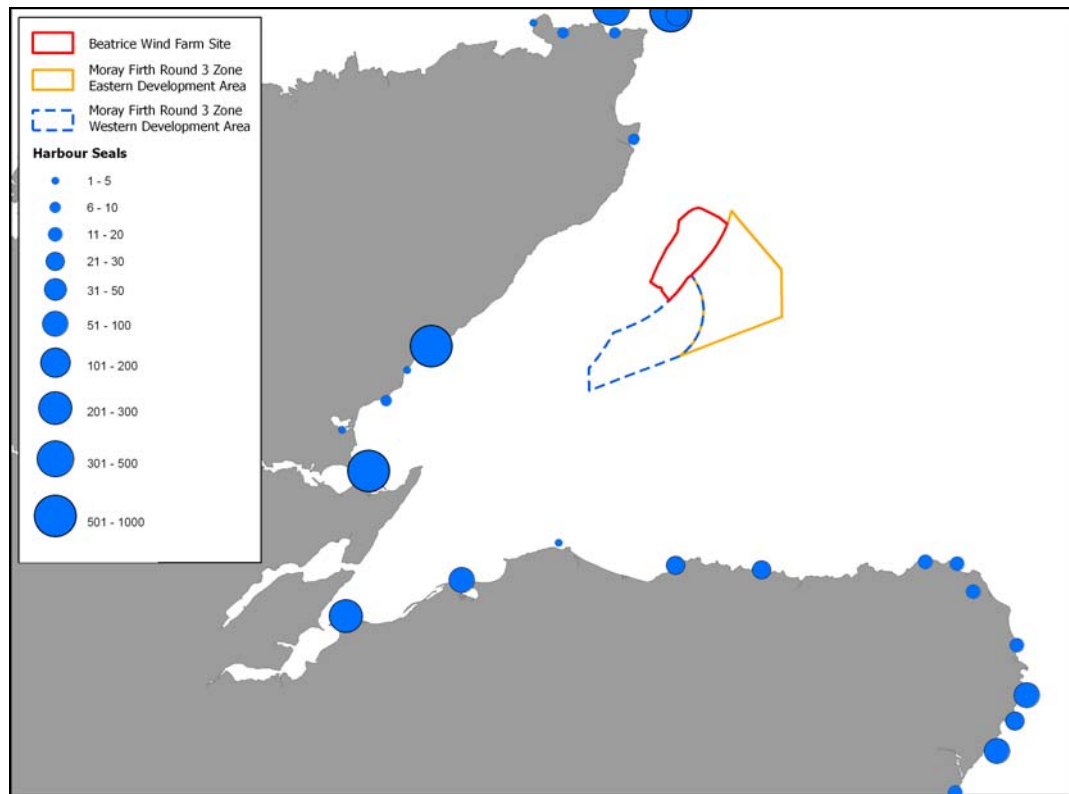 Beatrice Wind Farm Site
Moray Firth Round 3 Zone
Eastern Development Area
Moray Firth Round 3 Zone
Western Development Area
Harbour Seals
1 - 5
6 - 10
11 - 20
21 - 30
31 - 50
51 - 100
101 - 200
201 - 300
301 - 500
501 - 1000